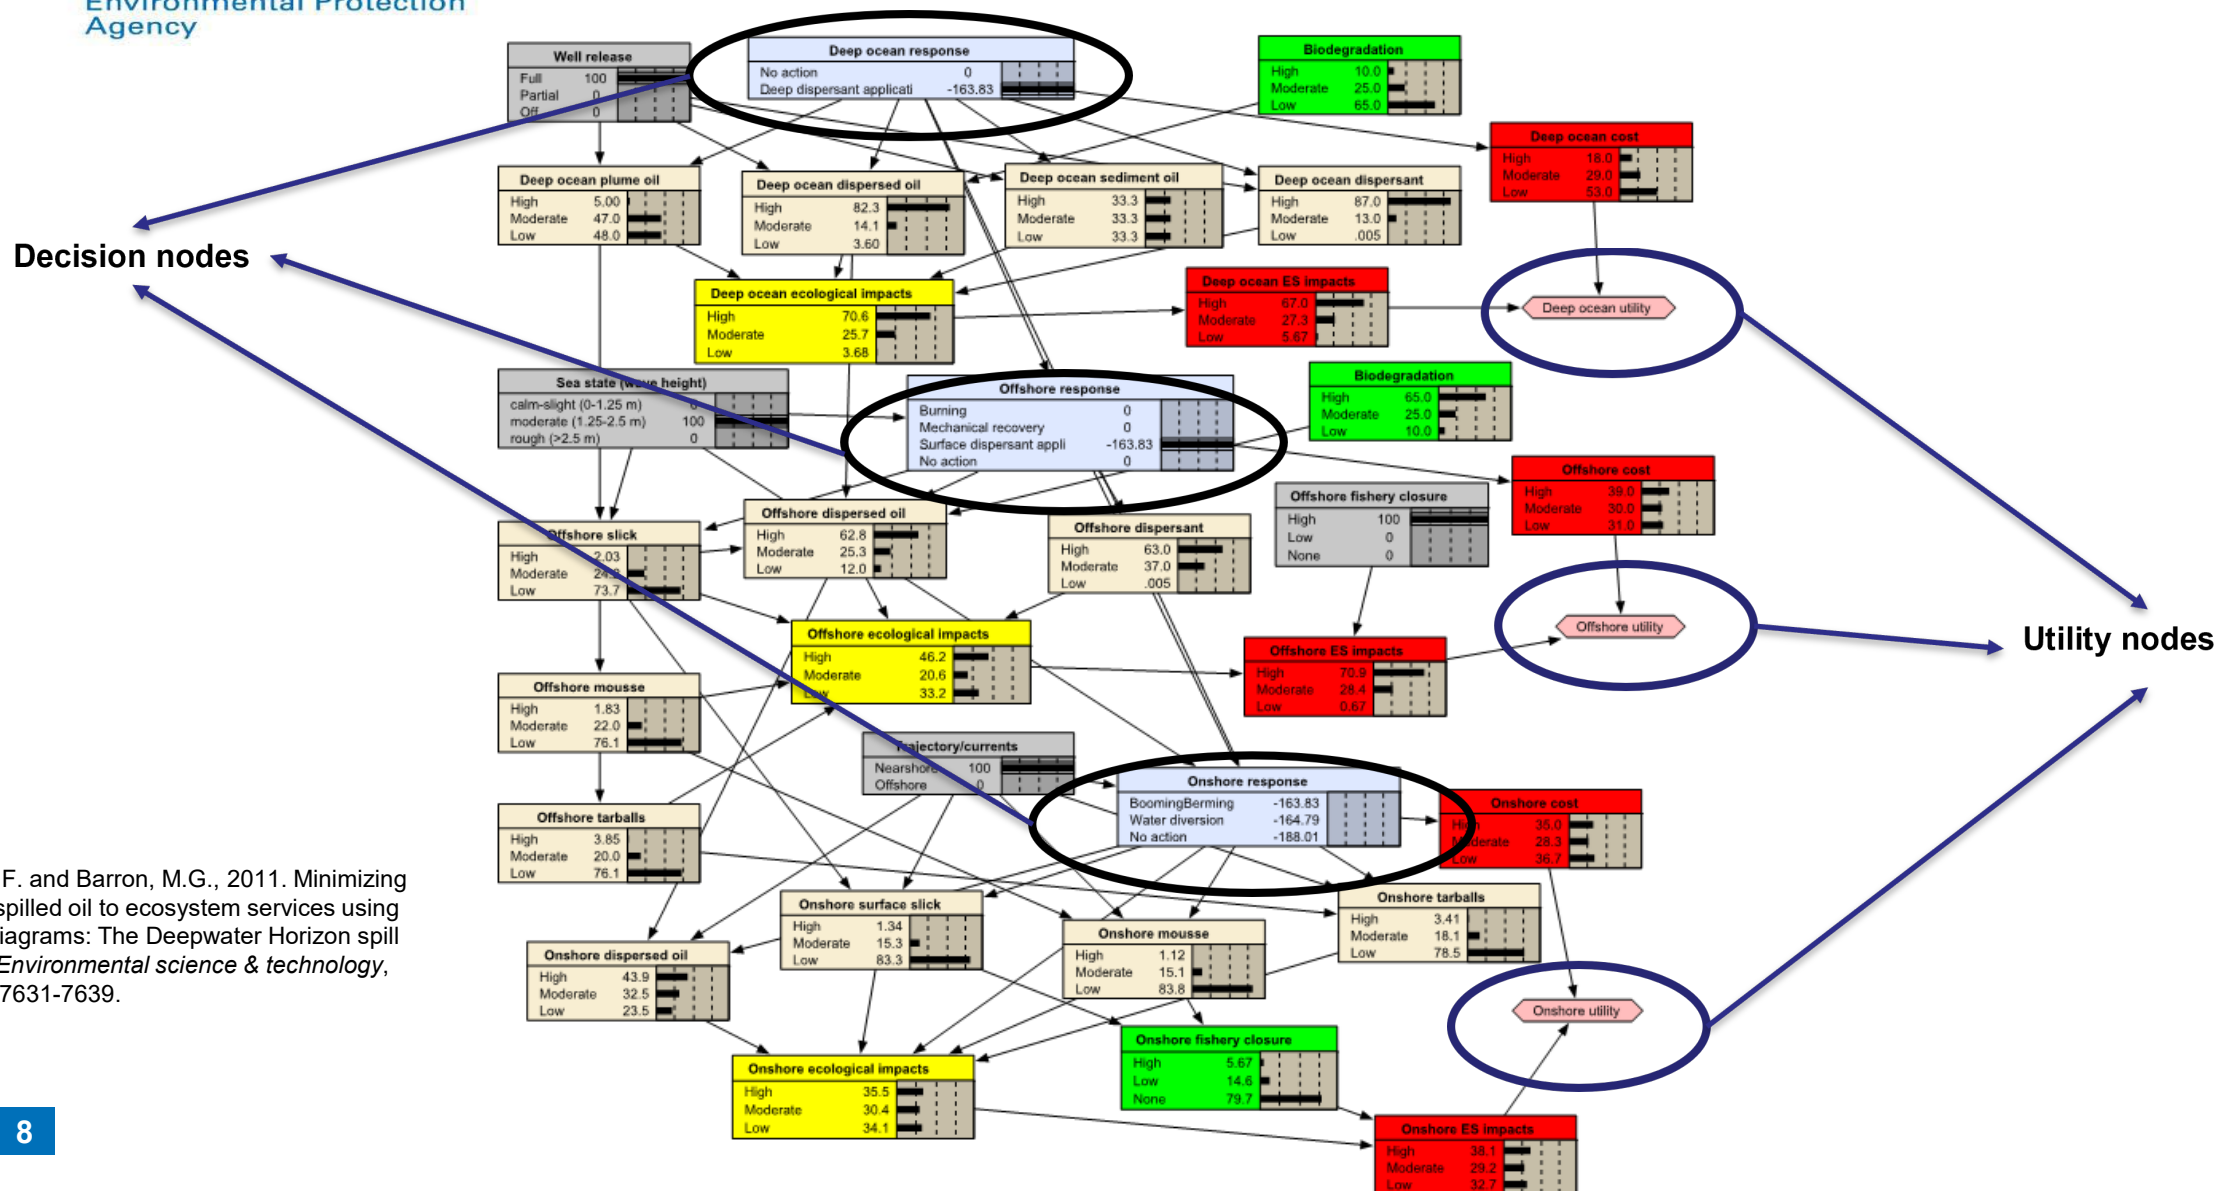 Environmental Protection
Agency
Well release
Full 100
Partial 0
Off 0
Deep ocean response
No action 0
Deep dispersant applicati -163.83
Biodegradation
High 10.0
Moderate 25.0
Low 65.0
Deep ocean cost
High 18.0
Moderate 29.0
Low 53.0
Deep ocean plume oil
High 5.00
Moderate 47.0
Low 48.0
Deep ocean dispersed oil
High 82.3
Moderate 14.1
Low 3.60
Deep ocean sediment oil
High 33.3
Moderate 33.3
Low 33.3
Deep ocean dispersant
High 87.0
Moderate 13.0
Low .005
Decision nodes
Deep ocean ecological impacts
High 70.6
Moderate 25.7
Low 3.68
Deep ocean ES impacts
High 67.0
Moderate 27.3
Low 5.67
Deep ocean utility
Sea state (wave height)
calm-slight (0-1.25 m) 0
moderate (1.25-2.5 m) 100
rough (>2.5 m) 0
Offshore response
Burning 0
Mechanical recovery 0
Surface dispersant appli -163.83
No action 0
Biodegradation
High 65.0
Moderate 25.0
Low 10.0
Offshore cost
High 39.0
Moderate 30.0
Low 31.0
Offshore slick
High 2.03
Moderate
Low 73.7
Offshore dispersed oil
High 62.8
Moderate 25.3
Low 12.0
Offshore dispersant
High 63.0
Moderate 37.0
Low .005
Offshore fishery closure
High 100
Low 0
None 0
Offshore utility
Utility nodes
Offshore ecological impacts
High 46.2
Moderate 20.6
Low 33.2
Offshore ES impacts
High 70.9
Moderate 28.4
Low 0.67
Offshore mousse
High 1.83
Moderate 22.0
Low 76.1
Trajectory/currents
Nearshore 100
Offshore 0
Onshore response
BoomingBerming -163.83
Water diversion -164.79
No action -188.01
Onshore cost
High 35.0
Moderate 28.3
Low 36.7
Offshore tarballs
High 3.85
Moderate 20.0
Low 76.1
F. and Barron, M.G., 2011. Minimizing
spilled oil to ecosystem services using
iagrams: The Deepwater Horizon spill
Environmental science & technology,
7631-7639.
Onshore surface slick
High 1.34
Moderate 15.3
Low 83.3
Onshore tarballs
High 3.41
Moderate 18.1
Low 78.5
Onshore dispersed oil
High 43.9
Moderate 32.5
Low 23.5
Onshore mousse
High 1.12
Moderate 15.1
Low 83.8
Onshore utility
Onshore ecological impacts
High 35.5
Moderate 30.4
Low 34.1
Onshore fishery closure
High 5.67
Low 14.6
None 79.7
Onshore ES impacts
High 38.1
Moderate 29.2
Low 32.7
8